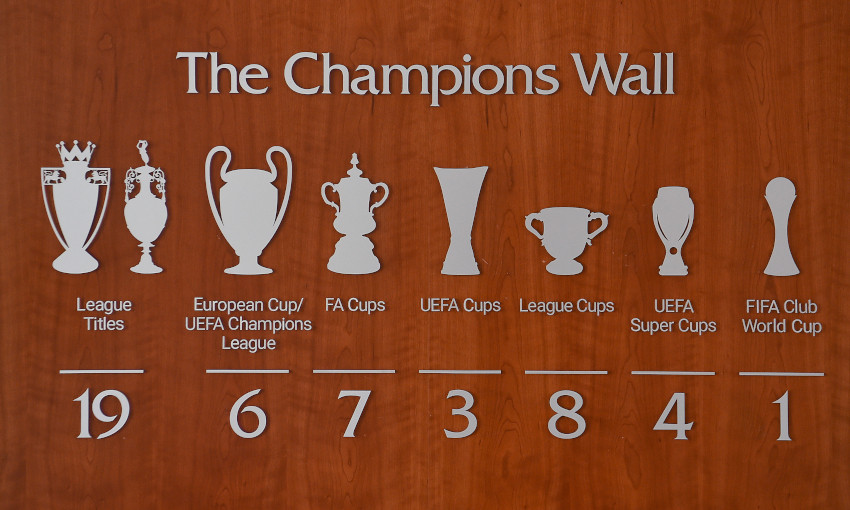 The Champions Wall
League
Titles
European Cup/
UEFA Champions
League
FA Cups
UEFA Cups
League Cups
UEFA
Super Cups
FIFA Club
World Cup
19
6
7
3
8
4
1